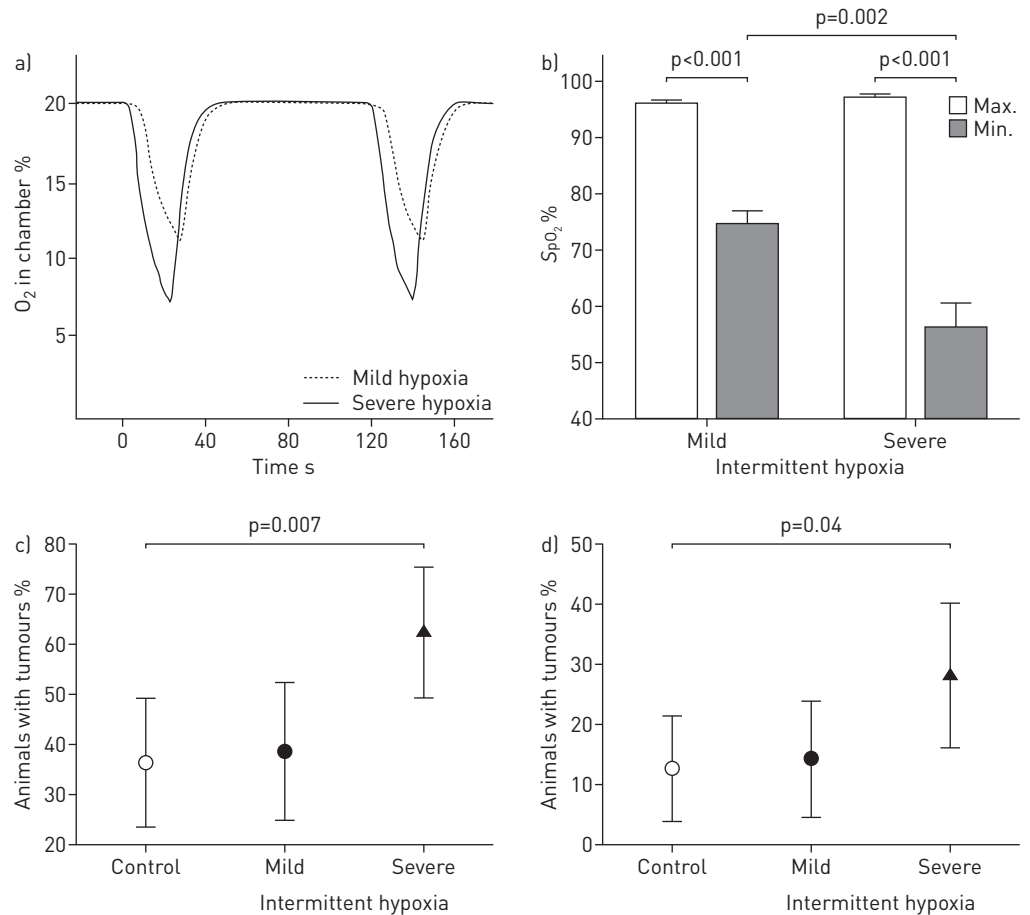 a)
O2 in chamber %
20
15
10
5
Mild hypoxia
Severe hypoxia
0 40 80 120 160
Time s
b)
p=0.002
p<0.001 p<0.001
SpO2 %
100
90
80
70
60
50
40
Max.
Min.
Mild Severe
Intermittent hypoxia
c)
p=0.007
Animals with tumours %
80
70
60
50
40
30
20
Control Mild Severe
Intermittent hypoxia
d)
p=0.04
Animals with tumours %
50
40
30
20
10
0
Control Mild Severe
Intermittent hypoxia